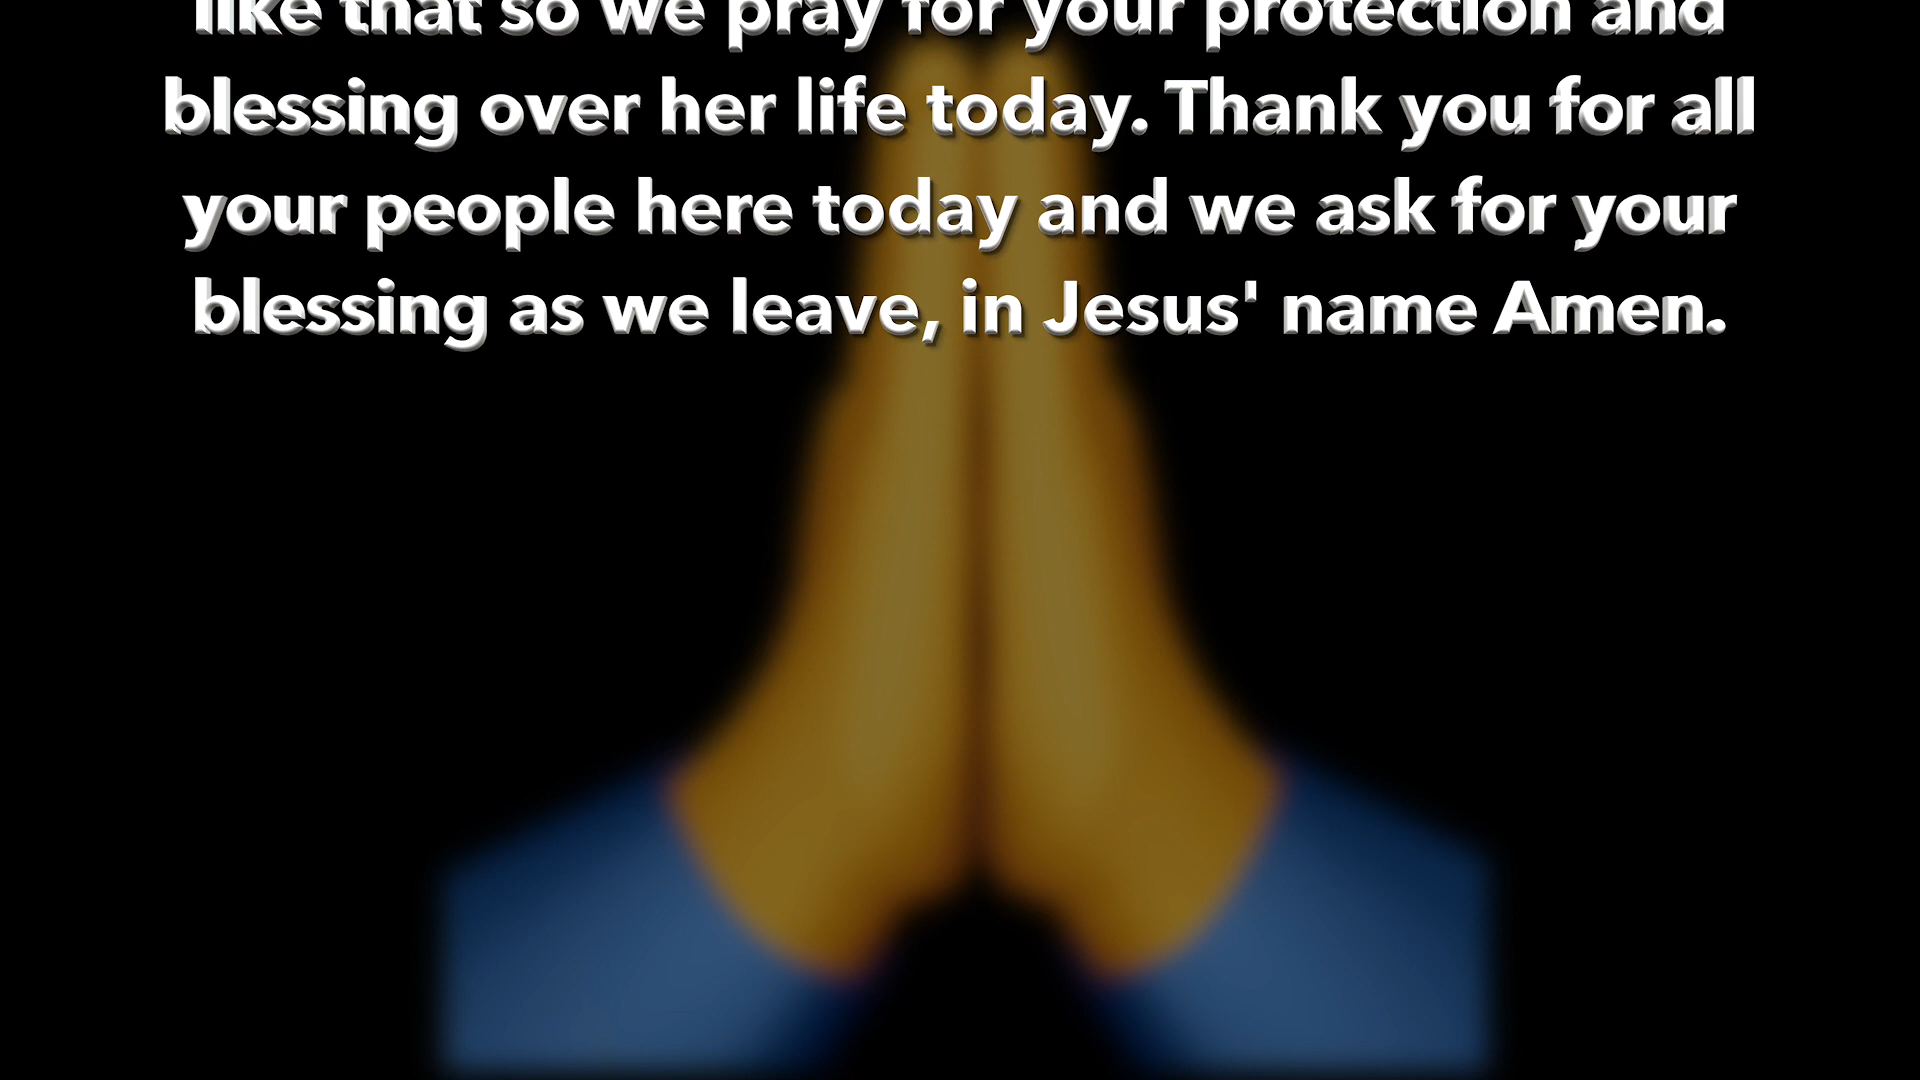 like that so we pray for your protection and
blessing over her life today. Thank you for all
your people here today and we ask for your
blessing as we leave, in Jesus' name Amen.